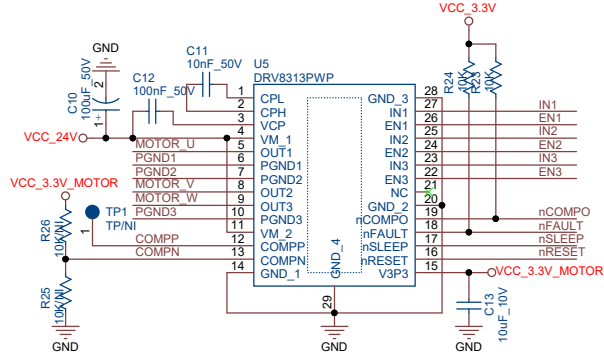 VCC_3.3V
GND
C11
10nF_50V
U5
DRV8313PWP
C12
100nF_50V
C10
100uF_50V
2
1+
R24
10K
R23
10K
VCC_24V
MOTOR_U
PGND1
PGND2
MOTOR_V
MOTOR_W
PGND3
VCC_3.3V_MOTOR
R26
10K/NI
TP1
TP/NI
1
COMPP
COMPN
R25
10K/NI
GND
1 CPL
2 CPH
3 VCP
4 VM_1
5 OUT1
6 PGND1
7 PGND2
8 OUT2
9 OUT3
10 PGND3
11 VM_2
12 COMPP
13 COMPN
14 GND_1
GND_4
29
GND
GND_3 28
IN1 27
EN1 26
IN2 25
EN2 24
IN3 23
EN3 22
NC 21
GND_2 20
nCOMPO 19
nFAULT 18
nSLEEP 17
nRESET 16
V3P3 15
IN1
EN1
IN2
EN2
IN3
EN3
nCOMPO
nFAULT
nSLEEP
nRESET
VCC_3.3V_MOTOR
C13
10uF_10V
GND